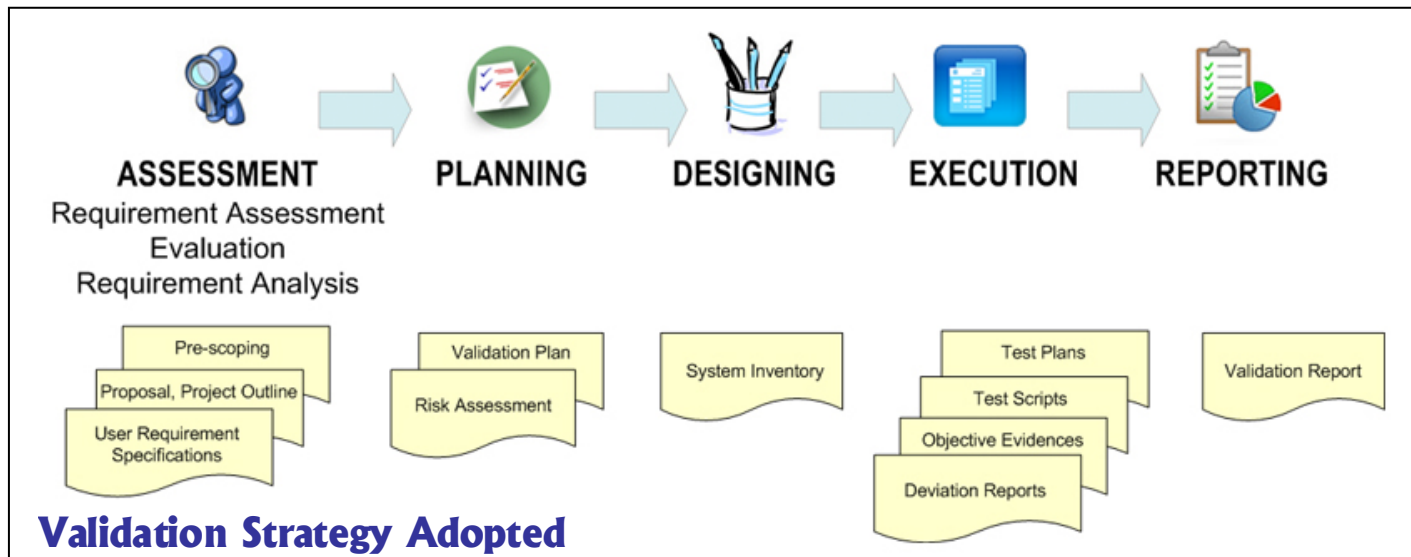 ASSESSMENT
PLANNING
DESIGNING
EXECUTION
REPORTING
Requirement Assessment
Evaluation
Requirement Analysis
Pre-scoping
Proposal, Project Outline
User Requirement
Specifications
Validation Plan
Risk Assessment
System Inventory
Test Plans
Test Scripts
Objective Evidences
Deviation Reports
Validation Report
Validation Strategy Adopted